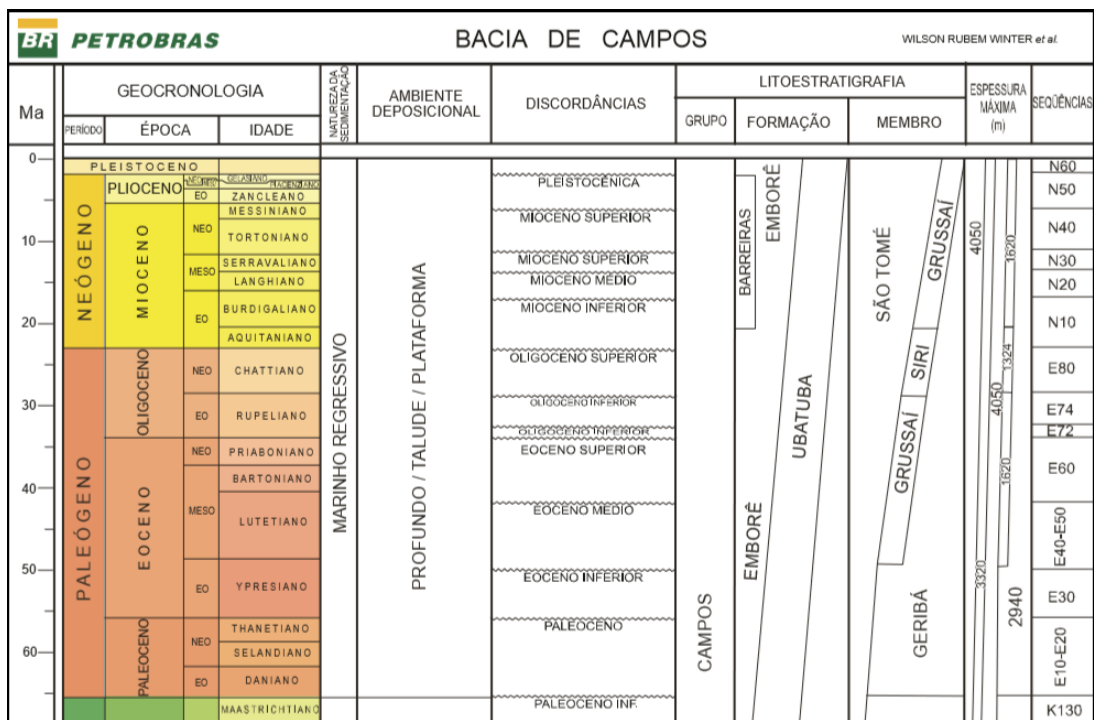 BR PETROBRAS
BACIA DE CAMPOS
WILSON RUBEM WINTER et al.
Ma
GEOCRONOLOGIA
PERÍODO
ÉPOCA
IDADE
NATUREZA DA
SEDIMENTAÇÃO
AMBIENTE
DEPOSICIONAL
DISCORDÂNCIAS
LITOESTRATIGRAFIA
GRUPO
FORMAÇÃO
MEMBRO
ESPESSURA
MÁXIMA
(m)
SEQÜÊNCIAS
0
10
20
30
40
50
60
NEÓGENO
PALEÓGENO
PLEISTOCENO
PLIOCENO
EO
MIOCENO
NEO
MESO
EO
OLIGOCENO
NEO
EO
EOCENO
NEO
MESO
EO
PALEOCENO
NEO
EO
GELASIANO
PIACENZIANO
ZANCLEANO
MESSINIANO
TORTONIANO
SERRAVALIANO
LANGHIANO
BURDIGALIANO
AQUITANIANO
CHATTIANO
RUPELIANO
PRIABONIANO
BARTONIANO
LUTETIANO
YPRESIANO
THANETIANO
SELANDIANO
DANIANO
MAASTRICHTIANO
MARINHO REGRESSIVO
PROFUNDO / TALUDE / PLATAFORMA
PLEISTOCÊNICA
MIOCENO SUPERIOR
MIOCENO SUPERIOR
MIOCENO MÉDIO
MIOCENO INFERIOR
OLIGOCENO SUPERIOR
OLIGOCENO INFERIOR
OLIGOCENO INFERIOR
EOCENO SUPERIOR
EOCENO MÉDIO
EOCENO INFERIOR
PALEOCENO
PALEOCENO INF.
CAMPOS
BARREIRAS
EMBORÊ
EMBORÊ
UBATUBA
SÃO TOMÉ
GRUSSAÍ
SIRI
GRUSSAÍ
GERIBÁ
4050
1620
1324
4050
1620
3320
2940
N60
N50
N40
N30
N20
N10
E80
E74
E72
E60
E40-E50
E30
E10-E20
K130